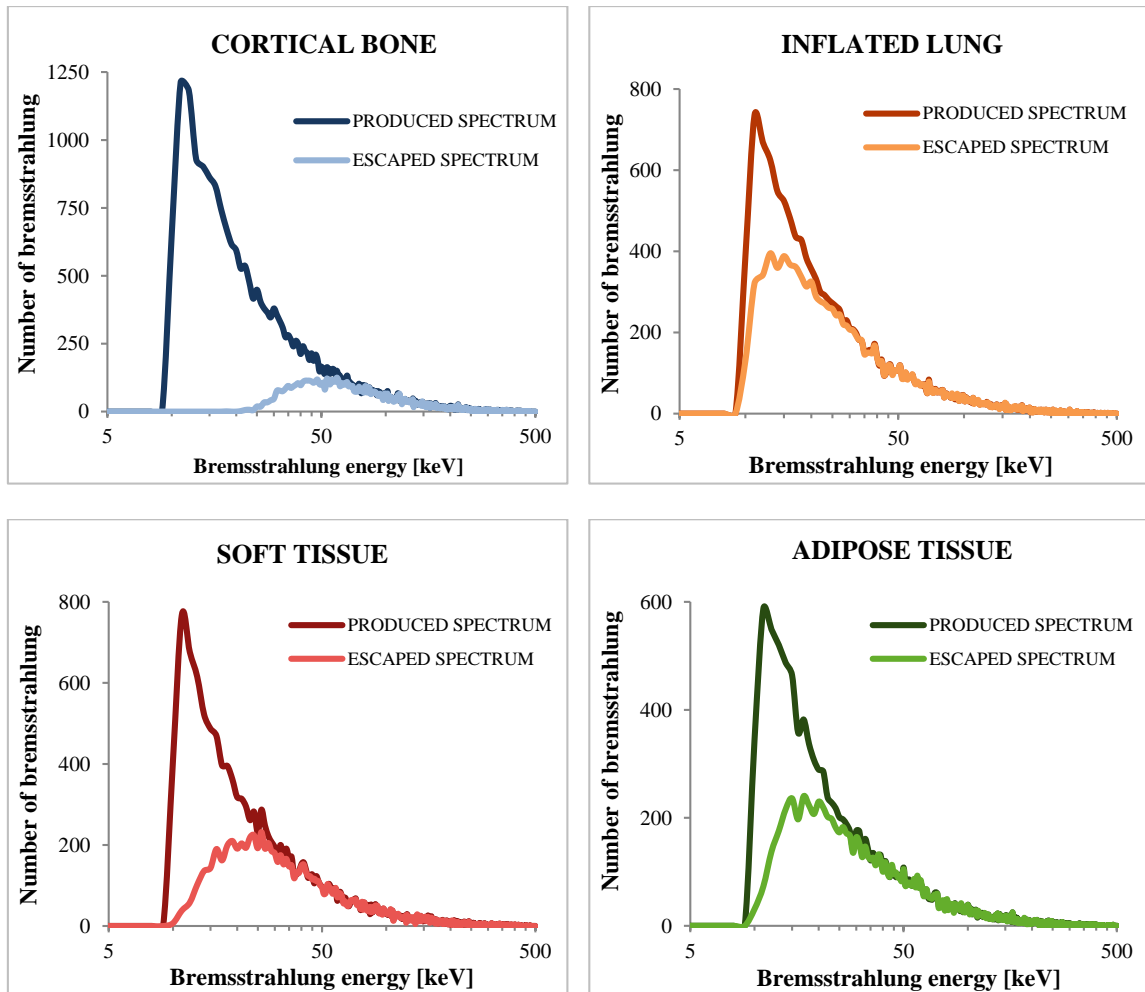 CORTICAL BONE
Number of bremsstrahlung
1250
1000
750
500
250
0
PRODUCED SPECTRUM
ESCAPED SPECTRUM
5
50
500
Bremsstrahlung energy [keV]
INFLATED LUNG
Number of bremsstrahlung
800
600
400
200
0
PRODUCED SPECTRUM
ESCAPED SPECTRUM
5
50
500
Bremsstrahlung energy [keV]
SOFT TISSUE
Number of bremsstrahlung
800
600
400
200
0
PRODUCED SPECTRUM
ESCAPED SPECTRUM
5
50
500
Bremsstrahlung energy [keV]
ADIPOSE TISSUE
Number of bremsstrahlung
600
400
200
0
PRODUCED SPECTRUM
ESCAPED SPECTRUM
5
50
500
Bremsstrahlung energy [keV]